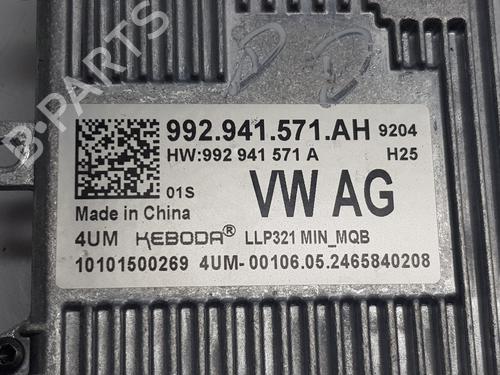 B-PARTS
992.941.571.AH 9204
HW:992 941 571 A H25
01S VW AG
Made in China
4UM KEBODA® LLP321 MIN_MQB
10101500269 4UM-00106.05.2465840208